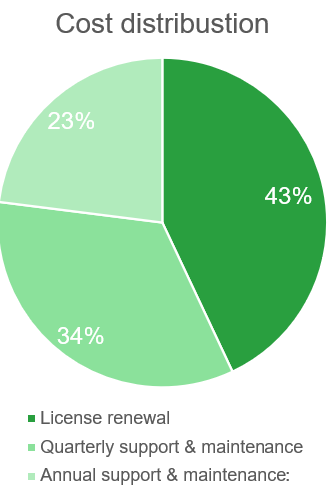 Cost distribustion
23%
43%
34%
License renewal
Quarterly support & maintenance
Annual support & maintenance: